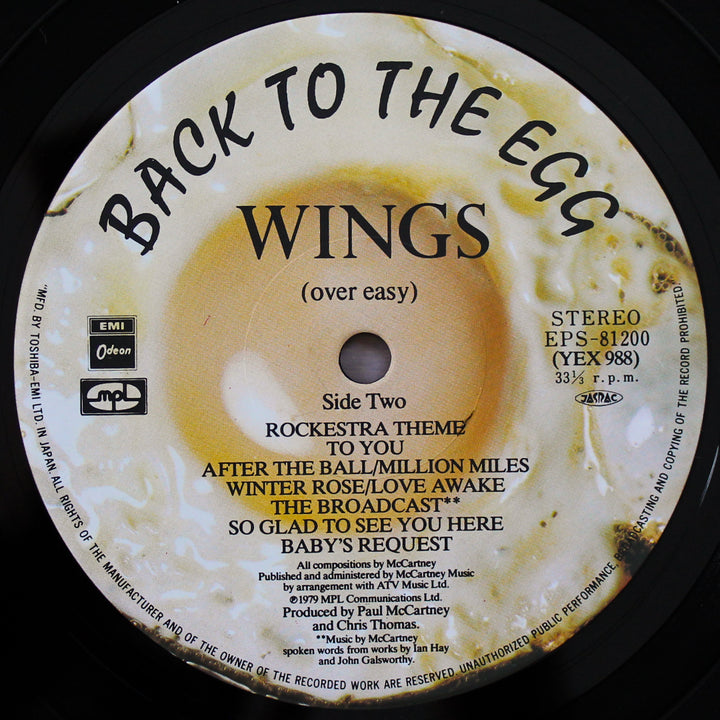 BACK TO THE EGG
WINGS
(over easy)
EMI
Odeon
MPL
STEREO
EPS-81200
(YEX 988)
33⅓ r.p.m.
JASRAC
Side Two
ROCKESTRA THEME
TO YOU
AFTER THE BALL/MILLION MILES
WINTER ROSE/LOVE AWAKE
THE BROADCAST**
SO GLAD TO SEE YOU HERE
BABY'S REQUEST
All compositions by McCartney
Published and administered by McCartney Music
by arrangement with ATV Music Ltd.
℗1979 MPL Communications Ltd.
Produced by Paul McCartney
and Chris Thomas.
**Music by McCartney
spoken words from works by Ian Hay
and John Galsworthy.
"MFD. BY TOSHIBA-EMI LTD. IN JAPAN. ALL RIGHTS OF THE MANUFACTURER AND OF THE OWNER OF THE RECORDED WORK ARE RESERVED. UNAUTHORIZED PUBLIC PERFORMANCE BROADCASTING AND COPYING OF THE RECORD PROHIBITED."